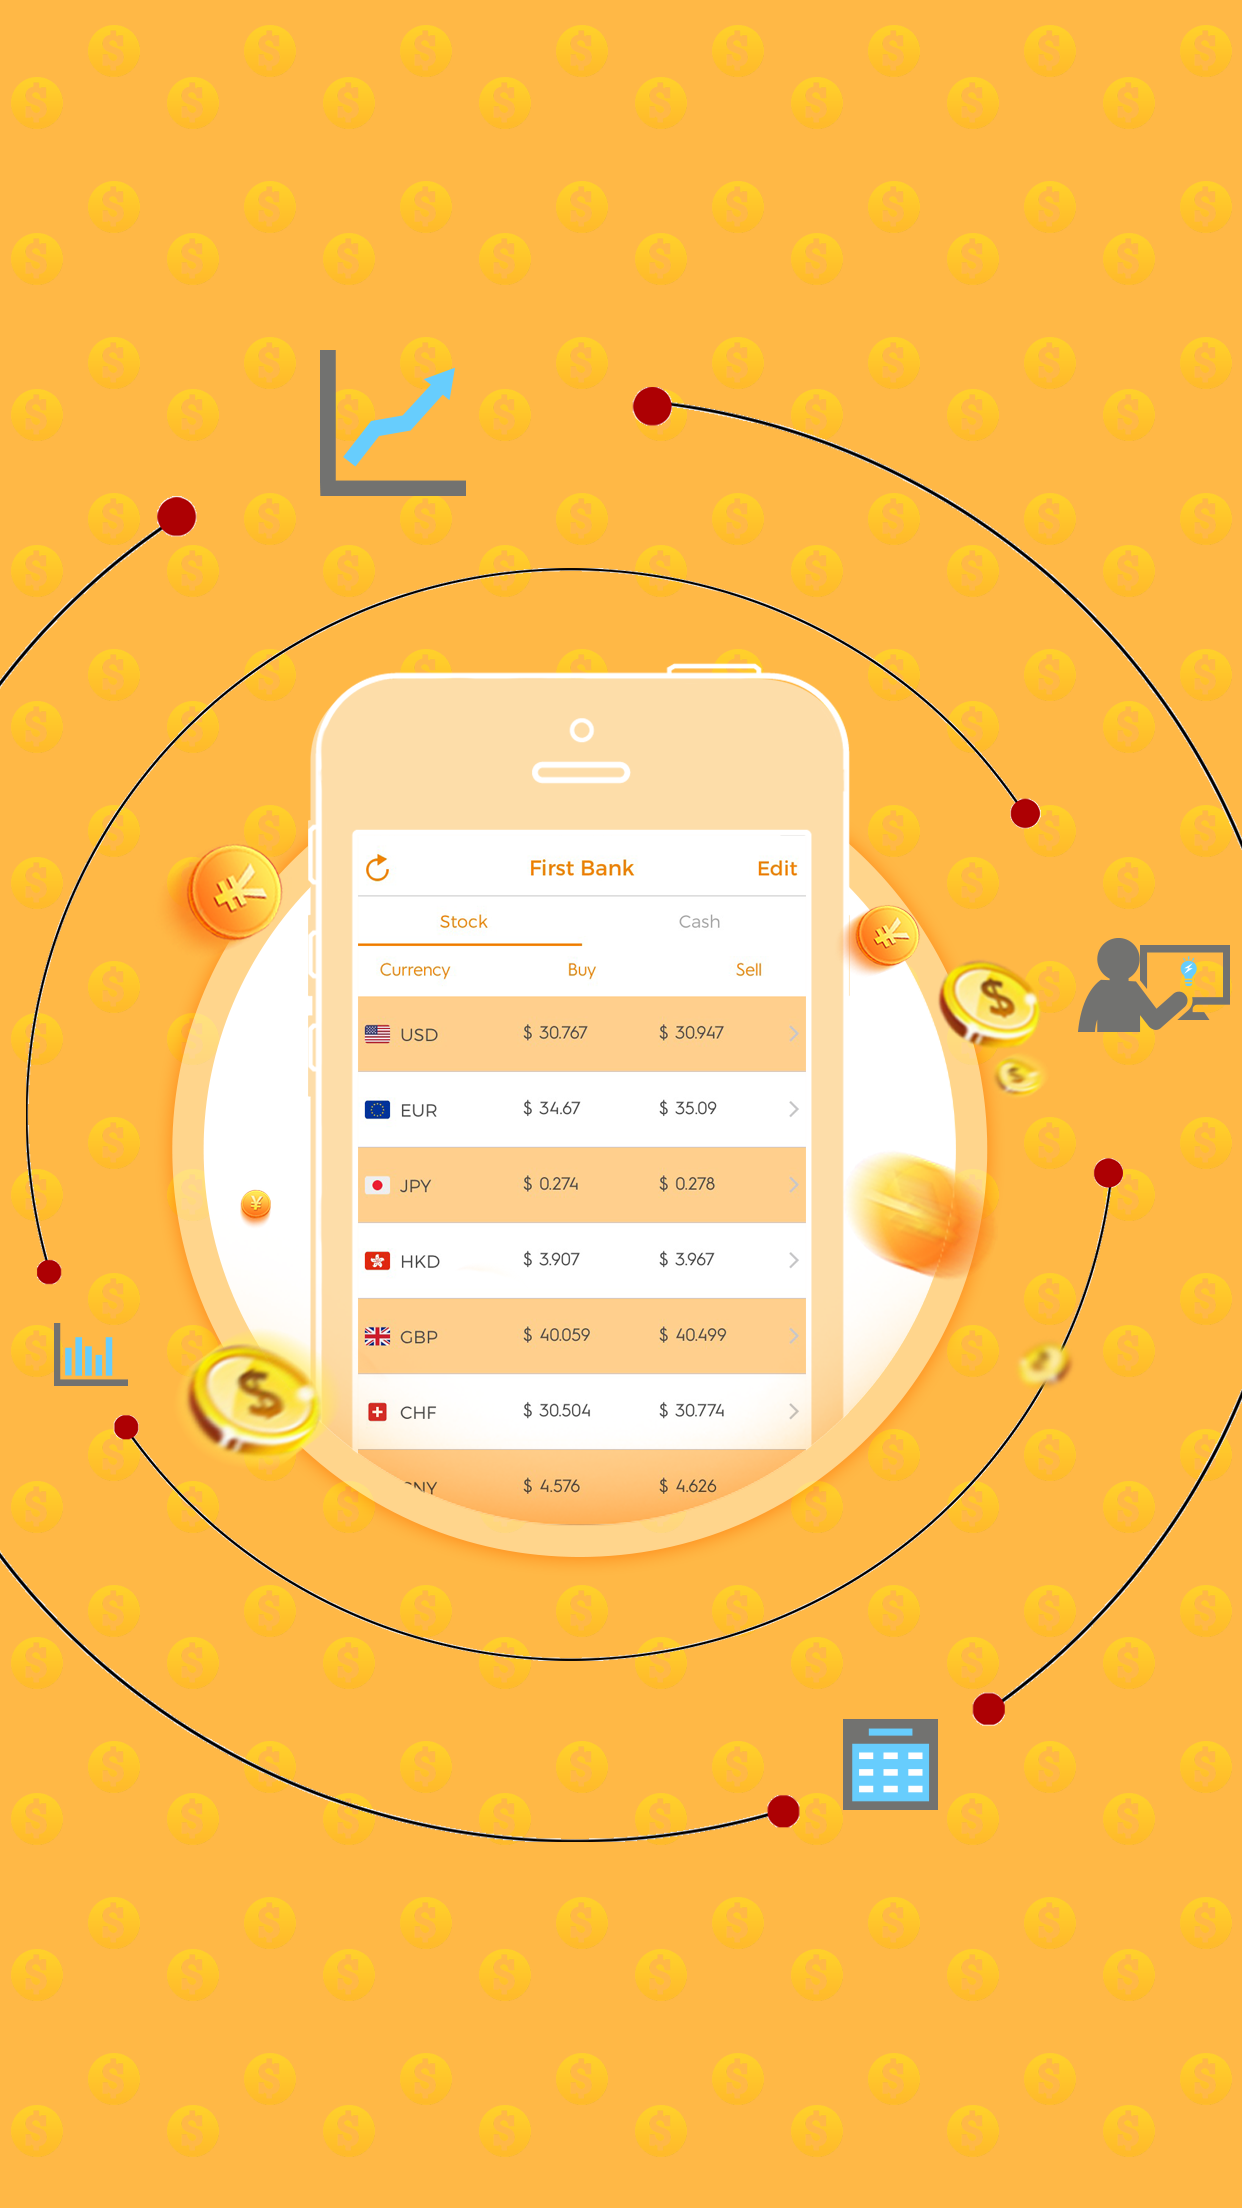 First Bank Edit
Stock Cash
Currency Buy Sell
USD $ 30.767 $ 30.947
EUR $ 34.67 $ 35.09
JPY $ 0.274 $ 0.278
HKD $ 3.907 $ 3.967
GBP $ 40.059 $ 40.499
CHF $ 30.504 $ 30.774
$ 4.576 $ 4.626